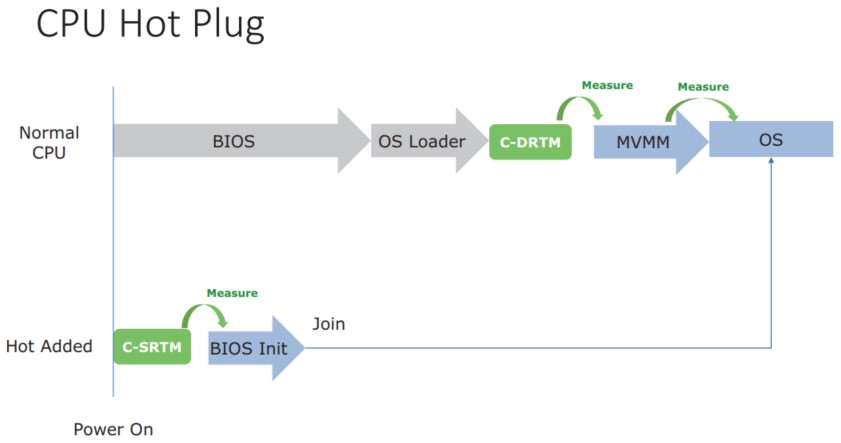 CPU Hot Plug
Measure
Measure
Normal
CPU
BIOS
OS Loader
C-DRTM
MVMM
OS
Measure
Join
Hot Added
C-SRTM
BIOS Init
Power On